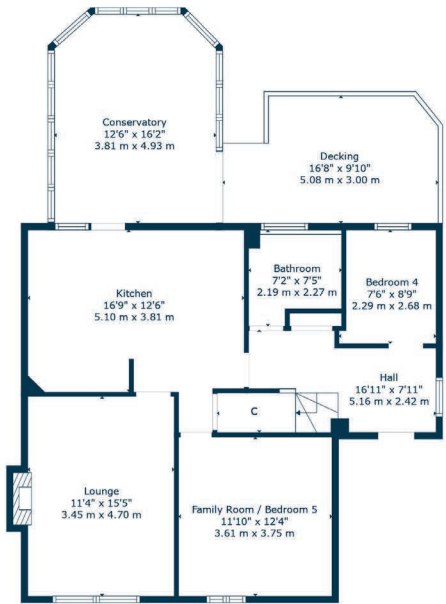 Conservatory
12'6" x 16'2"
3.81 m x 4.93 m
Decking
16'8" x 9'10"
5.08 m x 3.00 m
Kitchen
16'9" x 12'6"
5.10 m x 3.81 m
Bathroom
7'2" x 7'5"
2.19 m x 2.27 m
Bedroom 4
7'6" x 8'9"
2.29 m x 2.68 m
Hall
16'11" x 7'11"
5.16 m x 2.42 m
C
Lounge
11'4" x 15'5"
3.45 m x 4.70 m
Family Room / Bedroom 5
11'10" x 12'4"
3.61 m x 3.75 m